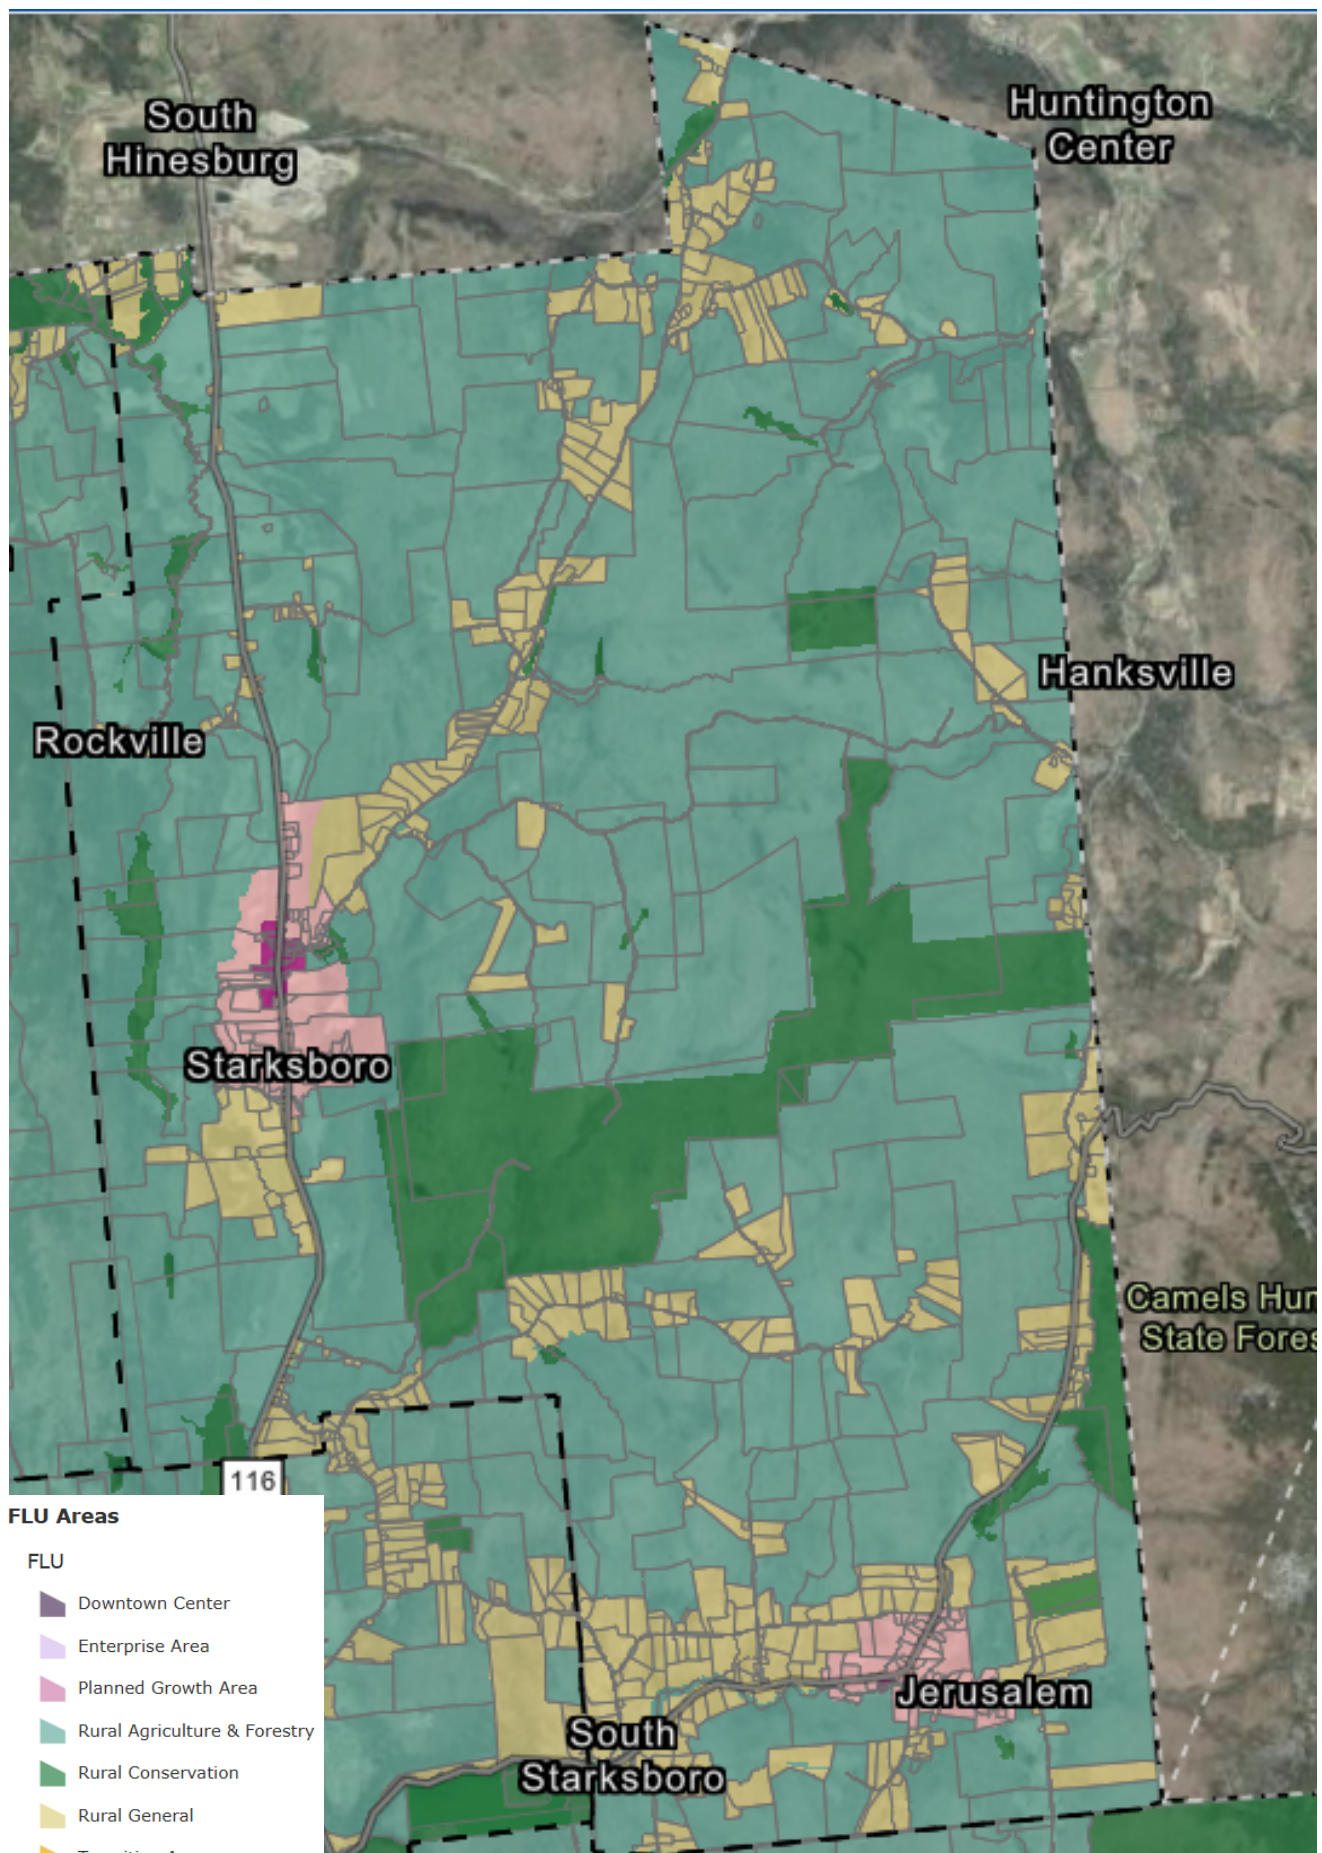 South
Hinesburg
Huntington
Center
Hanksville
Rockville
Starksboro
Camels Hun
State Fores
116
Jerusalem
South
Starksboro
FLU Areas
FLU
Downtown Center
Enterprise Area
Planned Growth Area
Rural Agriculture & Forestry
Rural Conservation
Rural General